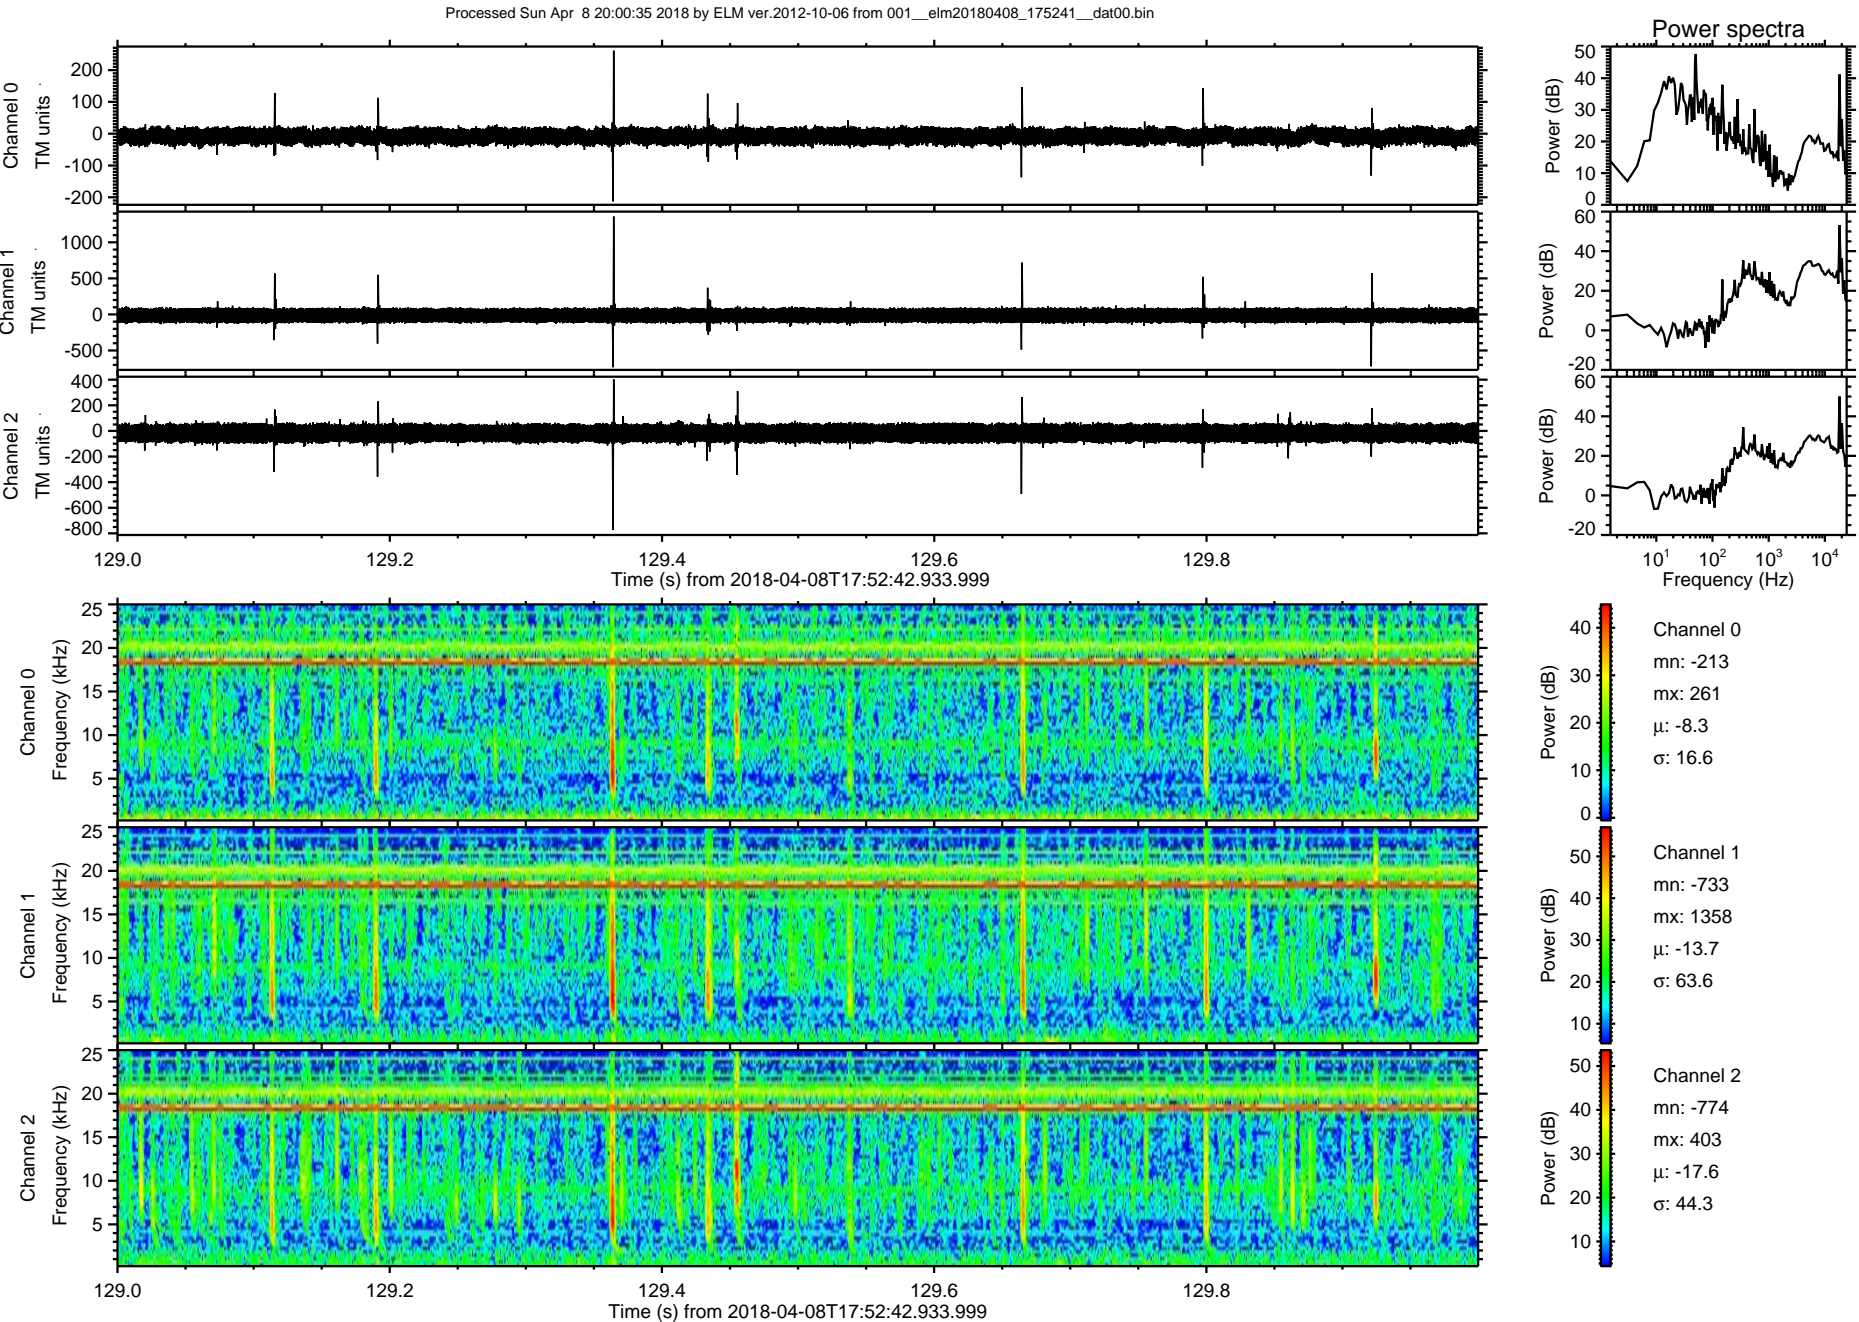 Processed Sun Apr  8 20:00:35 2018 by ELM ver.2012-10-06 from 001__elm20180408_175241__dat00.bin
Power spectra
Channel 0
TM units
200
100
0
-100
-200
Power (dB)
50
40
30
20
10
0
Channel 1
TM units
1000
500
0
-500
Power (dB)
60
40
20
0
-20
Channel 2
TM units
400
200
0
-200
-400
-600
-800
Power (dB)
60
40
20
0
-20
129.0 129.2 129.4 129.6 129.8
Time (s) from 2018-04-08T17:52:42.933.999
10^1 10^2 10^3 10^4
Frequency (Hz)
Channel 0
Frequency (kHz)
25
20
15
10
5
Power (dB)
40
30
20
10
0
Channel 0
mn: -213
mx: 261
μ: -8.3
σ: 16.6
Channel 1
Frequency (kHz)
25
20
15
10
5
Power (dB)
50
40
30
20
10
Channel 1
mn: -733
mx: 1358
μ: -13.7
σ: 63.6
Channel 2
Frequency (kHz)
25
20
15
10
5
Power (dB)
50
40
30
20
10
Channel 2
mn: -774
mx: 403
μ: -17.6
σ: 44.3
129.0 129.2 129.4 129.6 129.8
Time (s) from 2018-04-08T17:52:42.933.999